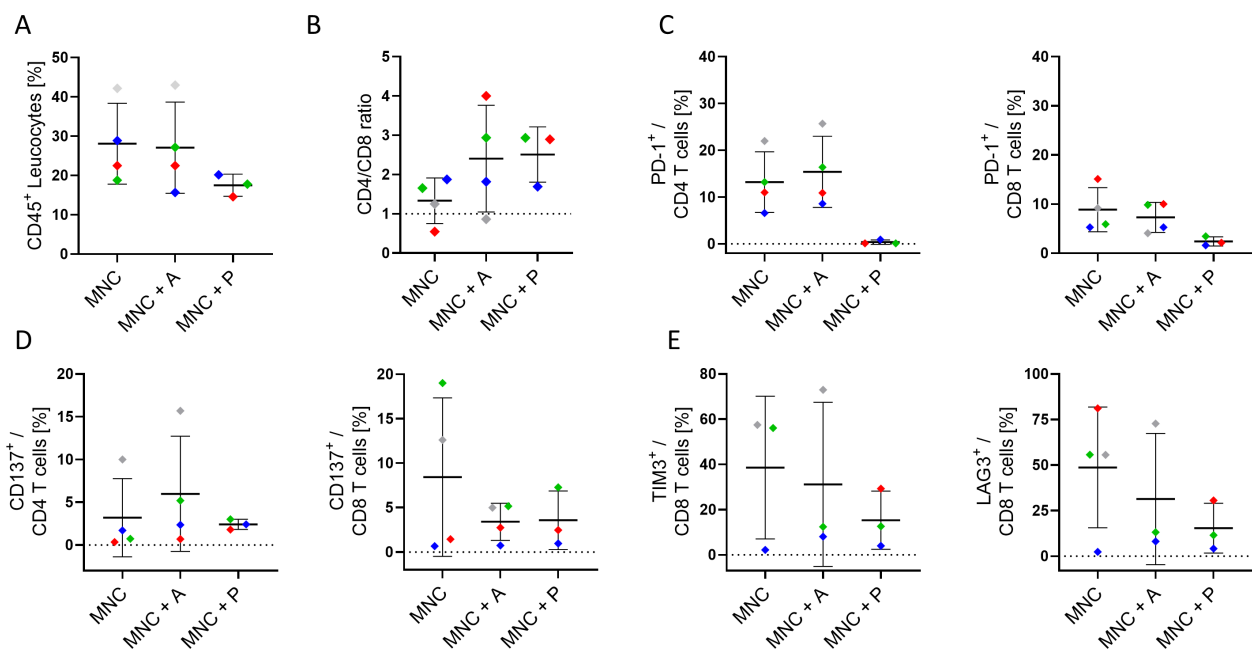 A
CD45⁺ Leucocytes [%]
50
40
30
20
10
0
MNC
MNC + A
MNC + P
B
CD4/CD8 ratio
5
4
3
2
1
0
MNC
MNC + A
MNC + P
C
PD-1⁺ /
CD4 T cells [%]
40
30
20
10
0
MNC
MNC + A
MNC + P
PD-1⁺ /
CD8 T cells [%]
40
30
20
10
0
MNC
MNC + A
MNC + P
D
CD137⁺ /
CD4 T cells [%]
20
15
10
5
0
MNC
MNC + A
MNC + P
CD137⁺ /
CD8 T cells [%]
20
15
10
5
0
MNC
MNC + A
MNC + P
E
TIM3⁺ /
CD8 T cells [%]
80
60
40
20
0
MNC
MNC + A
MNC + P
LAG3⁺ /
CD8 T cells [%]
100
75
50
25
0
MNC
MNC + A
MNC + P